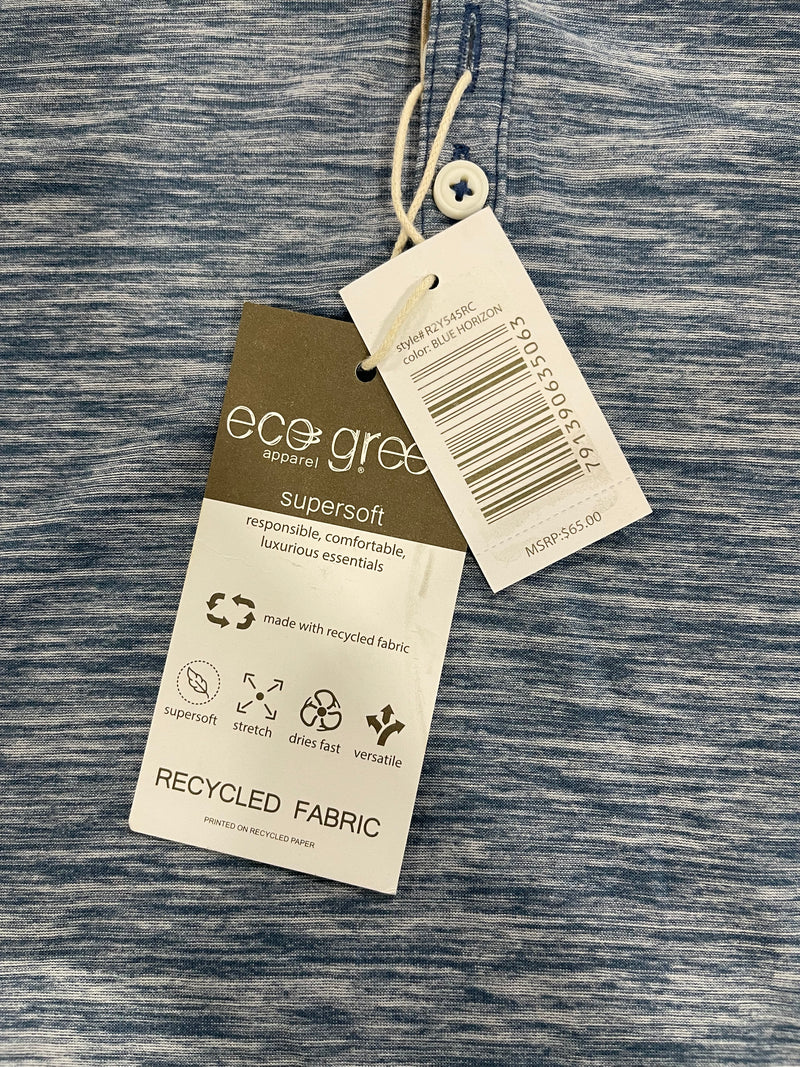 style# R2Y545RC
color: BLUE HORIZON
791390635063
MSRP:$65.00
eco gree
apparel ®
supersoft
responsible, comfortable,
luxurious essentials
made with recycled fabric
supersoft
stretch
dries fast
versatile
RECYCLED FABRIC
PRINTED ON RECYCLED PAPER